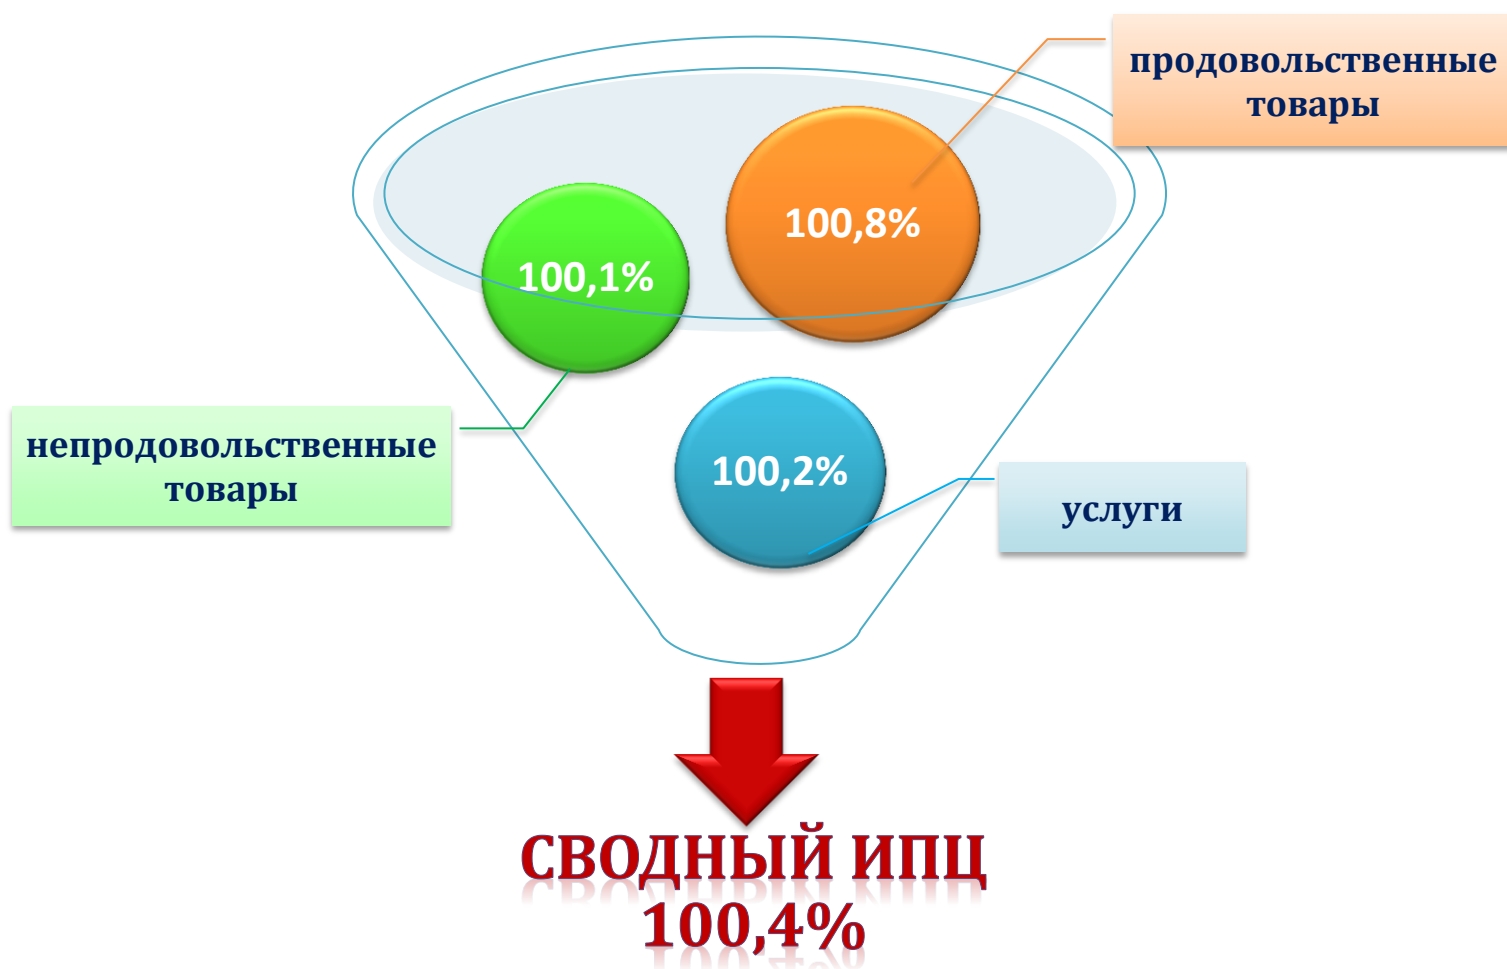 продовольственные
товары
100,8%
100,1%
непродовольственные
товары
100,2%
услуги
СВОДНЫЙ ИПЦ
100,4%